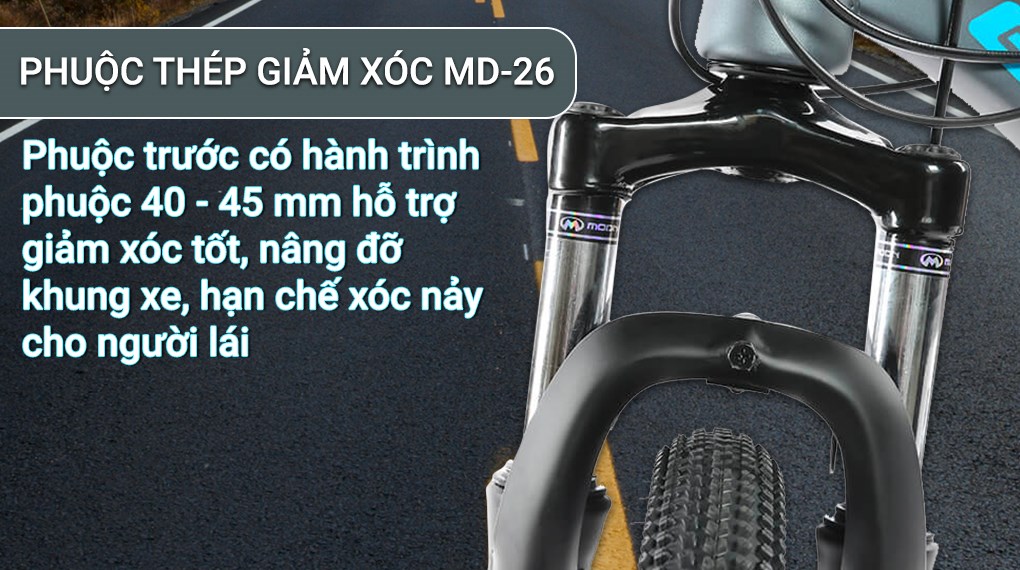 PHUỘC THÉP GIẢM XÓC MD-26
Phuộc trước có hành trình
phuộc 40 - 45 mm hỗ trợ
giảm xóc tốt, nâng đỡ
khung xe, hạn chế xóc nảy
cho người lái